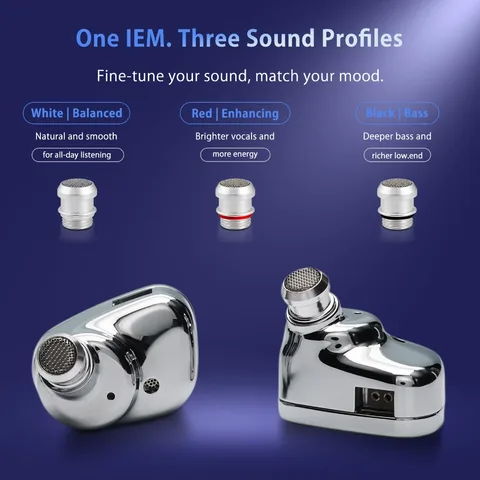 One IEM. Three Sound Profiles
Fine-tune your sound, match your mood.
White | Balanced
Natural and smooth
for all-day listening
Red | Enhancing
Brighter vocals and
more energy
Black | Bass
Deeper bass and
richer low.end